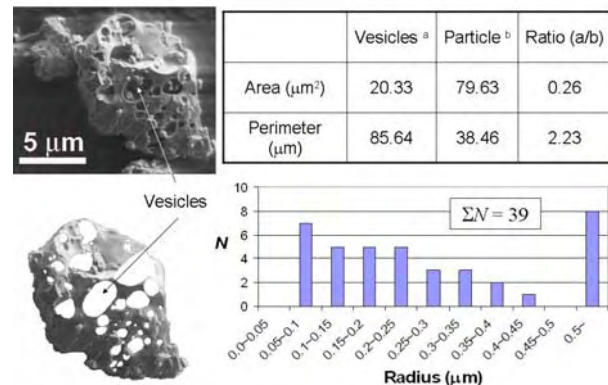 5 μm
Vesicles
Vesicles ᵃ Particle ᵇ Ratio (a/b)
Area (μm²) 20.33 79.63 0.26
Perimeter (μm) 85.64 38.46 2.23
10
8
6
4
2
0
N
ΣN = 39
0.0~0.05
0.05~0.1
0.1~0.15
0.15~0.2
0.2~0.25
0.25~0.3
0.3~0.35
0.35~0.4
0.4~0.45
0.45~0.5
0.5~
Radius (μm)